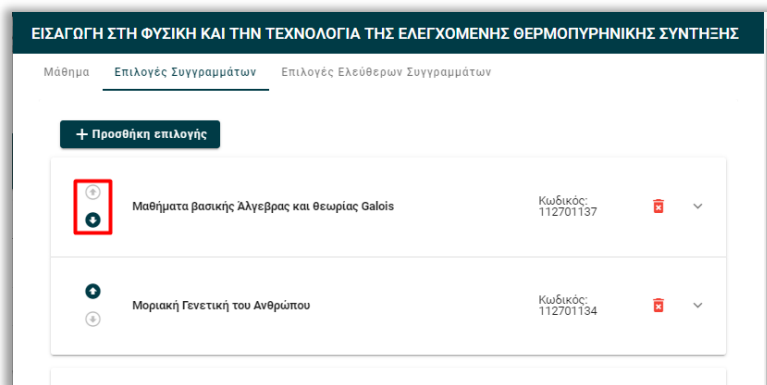 ΕΙΣΑΓΩΓΗ ΣΤΗ ΦΥΣΙΚΗ ΚΑΙ ΤΗΝ ΤΕΧΝΟΛΟΓΙΑ ΤΗΣ ΕΛΕΓΧΟΜΕΝΗΣ ΘΕΡΜΟΠΥΡΗΝΙΚΗΣ ΣΥΝΤΗΞΗΣ
Μάθημα Επιλογές Συγγραμμάτων Επιλογές Ελεύθερων Συγγραμμάτων
+ Προσθήκη επιλογής
Μαθήματα βασικής Άλγεβρας και θεωρίας Galois
Κωδικός:
112701137
Μοριακή Γενετική του Ανθρώπου
Κωδικός:
112701134